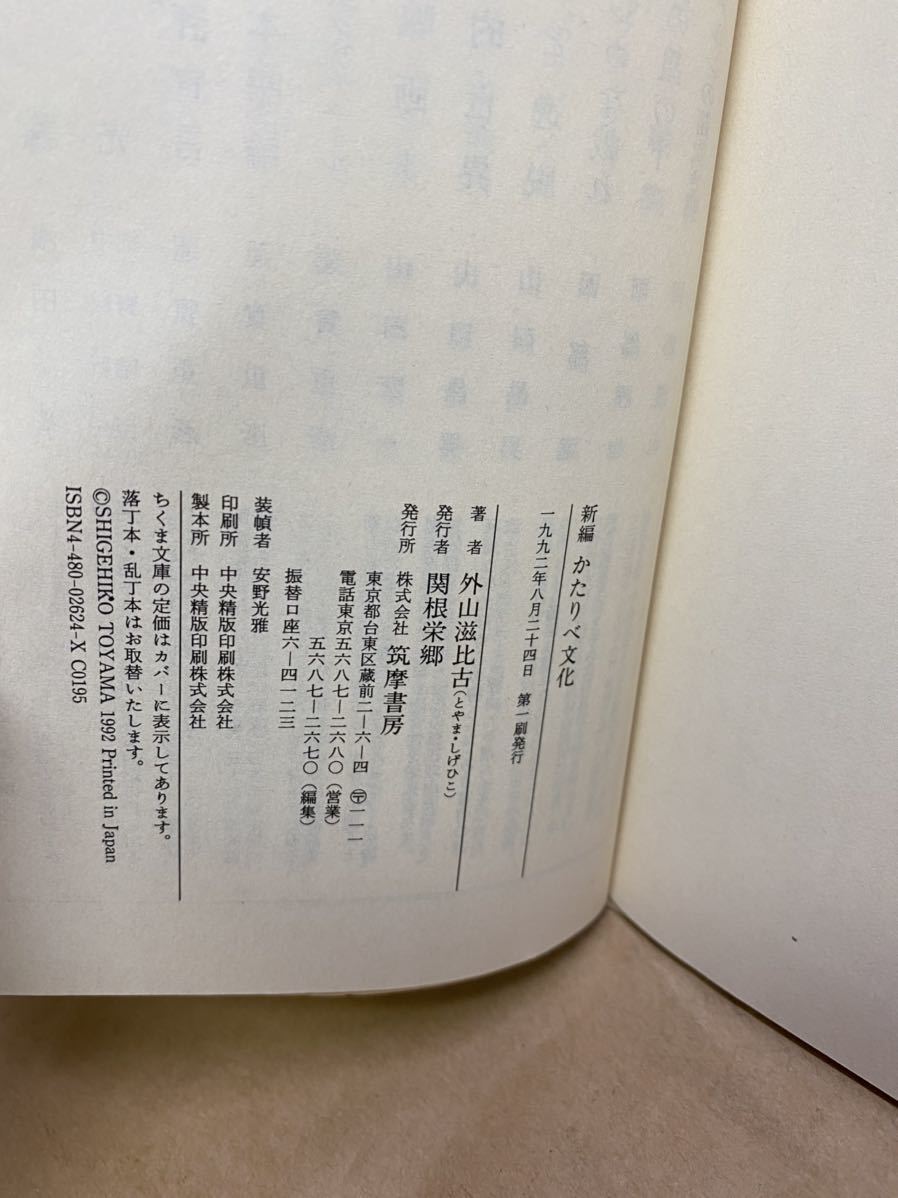 新編 かたりべ文化
一九九二年八月二十四日 第一刷発行
著 者 外山滋比古(とやま・しげひこ)
発行者 関根栄郷
発行所 株式会社 筑摩書房
東京都台東区蔵前二―六―四 〒一一一
電話東京五六八七―二六八〇(営業)
五六八七―二六七〇(編集)
振替口座六―四一二三
装幀者 安野光雅
印刷所 中央精版印刷株式会社
製本所 中央精版印刷株式会社
ちくま文庫の定価はカバーに表示してあります。
落丁本・乱丁本はお取替いたします。
©SHIGEHIKO TOYAMA 1992 Printed in Japan
ISBN4-480-02624-X C0195